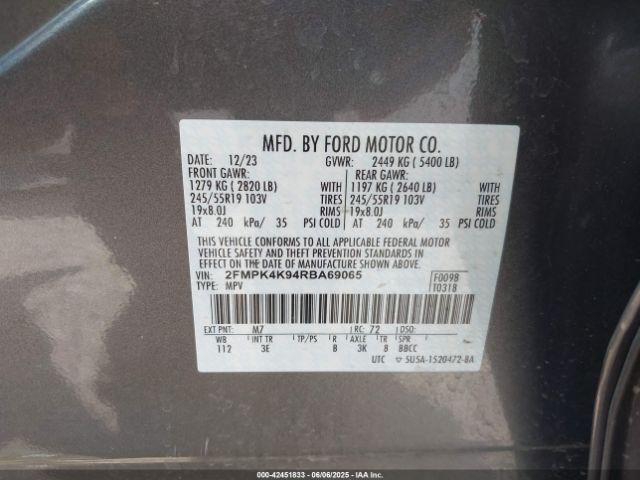 MFD. BY FORD MOTOR CO.
DATE: 12/23 GVWR: 2449 KG ( 5400 LB)
FRONT GAWR: REAR GAWR:
1279 KG ( 2820 LB) WITH 1197 KG ( 2640 LB) WITH
245/55R19 103V TIRES 245/55R19 103V TIRES
19x8.0J RIMS 19x8.0J RIMS
AT 240 kPa/ 35 PSI COLD AT 240 kPa/ 35 PSI COLD
THIS VEHICLE CONFORMS TO ALL APPLICABLE FEDERAL MOTOR
VEHICLE SAFETY AND THEFT PREVENTION STANDARDS IN
EFFECT ON THE DATE OF MANUFACTURE SHOWN ABOVE.
VIN: 2FMPK4K94RBA69065 F0098
TYPE: MPV T0318
EXT PNT: M7 RC: 72 DSO:
WB INT TR TP/PS R AXLE TR SPR
112 3E B 3K 8 BBCC
UTC 5U5A-1520472-BA
000-42451833 - 06/06/2025 - IAAI Inc.